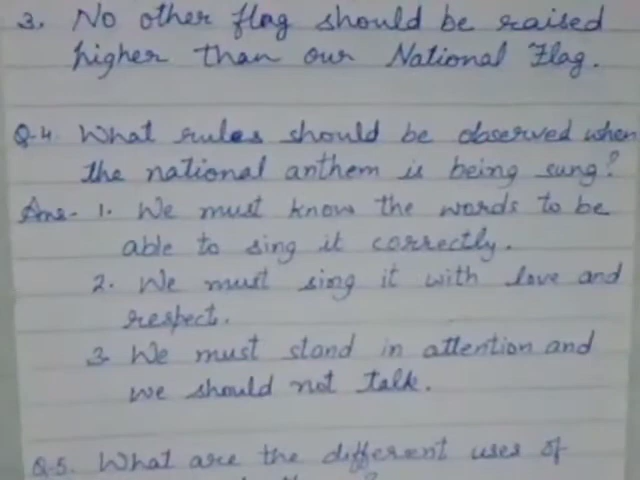 3. No other flag should be raised
higher than our National Flag.
Q.4. What rules should be observed when
the national anthem is being sung?
Ans- 1. We must know the words to be
able to sing it correctly.
2. We must sing it with love and
respect.
3. We must stand in attention and
we should not talk.
Q.5. What are the different uses of